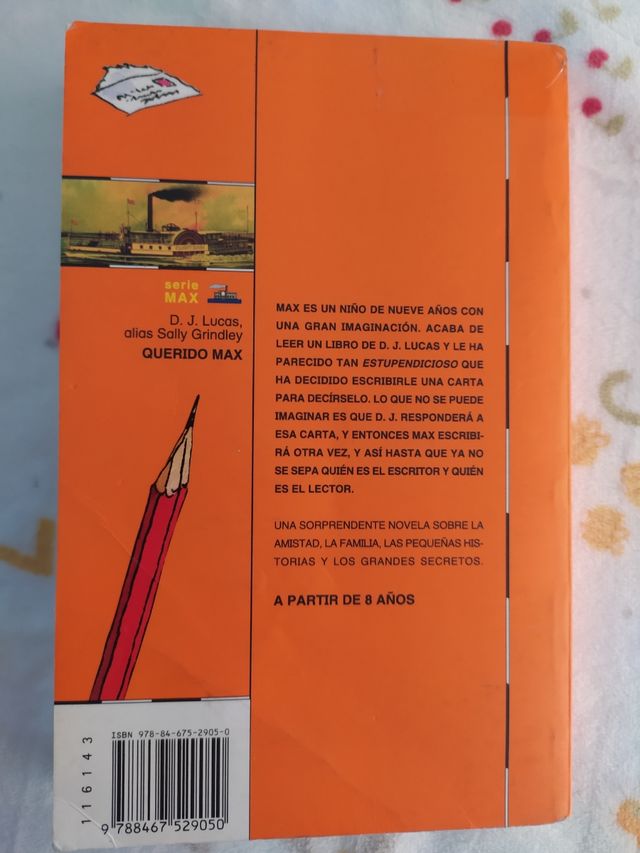 serie
MAX
D. J. Lucas,
alias Sally Grindley
QUERIDO MAX
MAX ES UN NIÑO DE NUEVE AÑOS CON
UNA GRAN IMAGINACIÓN. ACABA DE
LEER UN LIBRO DE D. J. LUCAS Y LE HA
PARECIDO TAN ESTUPENDICIOSO QUE
HA DECIDIDO ESCRIBIRLE UNA CARTA
PARA DECÍRSELO. LO QUE NO SE PUEDE
IMAGINAR ES QUE D. J. RESPONDERÁ A
ESA CARTA, Y ENTONCES MAX ESCRIBI-
RÁ OTRA VEZ, Y ASÍ HASTA QUE YA NO
SE SEPA QUIÉN ES EL ESCRITOR Y QUIÉN
ES EL LECTOR.
UNA SORPRENDENTE NOVELA SOBRE LA
AMISTAD, LA FAMILIA, LAS PEQUEÑAS HIS-
TORIAS Y LOS GRANDES SECRETOS.
A PARTIR DE 8 AÑOS
116143
ISBN 978-84-675-2905-0
9 788467 529050